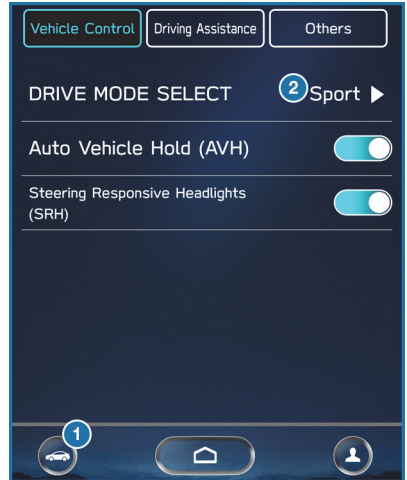 Vehicle Control
Driving Assistance
Others
DRIVE MODE SELECT
2
Sport
Auto Vehicle Hold (AVH)
Steering Responsive Headlights
(SRH)
1